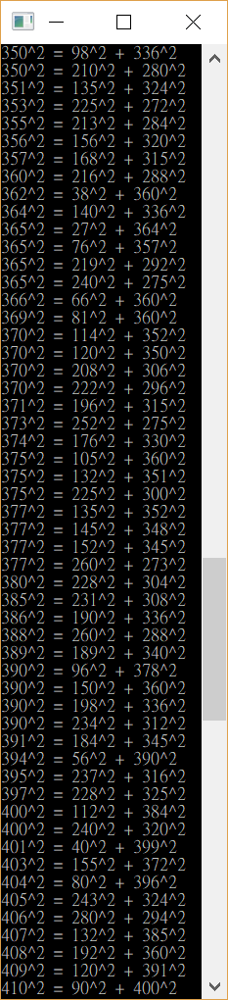 350^2 = 98^2 + 336^2
350^2 = 210^2 + 280^2
351^2 = 135^2 + 324^2
353^2 = 225^2 + 272^2
355^2 = 213^2 + 284^2
356^2 = 156^2 + 320^2
357^2 = 168^2 + 315^2
360^2 = 216^2 + 288^2
362^2 = 38^2 + 360^2
364^2 = 140^2 + 336^2
365^2 = 27^2 + 364^2
365^2 = 76^2 + 357^2
365^2 = 219^2 + 292^2
365^2 = 240^2 + 275^2
366^2 = 66^2 + 360^2
369^2 = 81^2 + 360^2
370^2 = 114^2 + 352^2
370^2 = 120^2 + 350^2
370^2 = 208^2 + 306^2
370^2 = 222^2 + 296^2
371^2 = 196^2 + 315^2
373^2 = 252^2 + 275^2
374^2 = 176^2 + 330^2
375^2 = 105^2 + 360^2
375^2 = 132^2 + 351^2
375^2 = 225^2 + 300^2
377^2 = 135^2 + 352^2
377^2 = 145^2 + 348^2
377^2 = 152^2 + 345^2
377^2 = 260^2 + 273^2
380^2 = 228^2 + 304^2
385^2 = 231^2 + 308^2
386^2 = 190^2 + 336^2
388^2 = 260^2 + 288^2
389^2 = 189^2 + 340^2
390^2 = 96^2 + 378^2
390^2 = 150^2 + 360^2
390^2 = 198^2 + 336^2
390^2 = 234^2 + 312^2
391^2 = 184^2 + 345^2
394^2 = 56^2 + 390^2
395^2 = 237^2 + 316^2
397^2 = 228^2 + 325^2
400^2 = 112^2 + 384^2
400^2 = 240^2 + 320^2
401^2 = 40^2 + 399^2
403^2 = 155^2 + 372^2
404^2 = 80^2 + 396^2
405^2 = 243^2 + 324^2
406^2 = 280^2 + 294^2
407^2 = 132^2 + 385^2
408^2 = 192^2 + 360^2
409^2 = 120^2 + 391^2
410^2 = 90^2 + 400^2